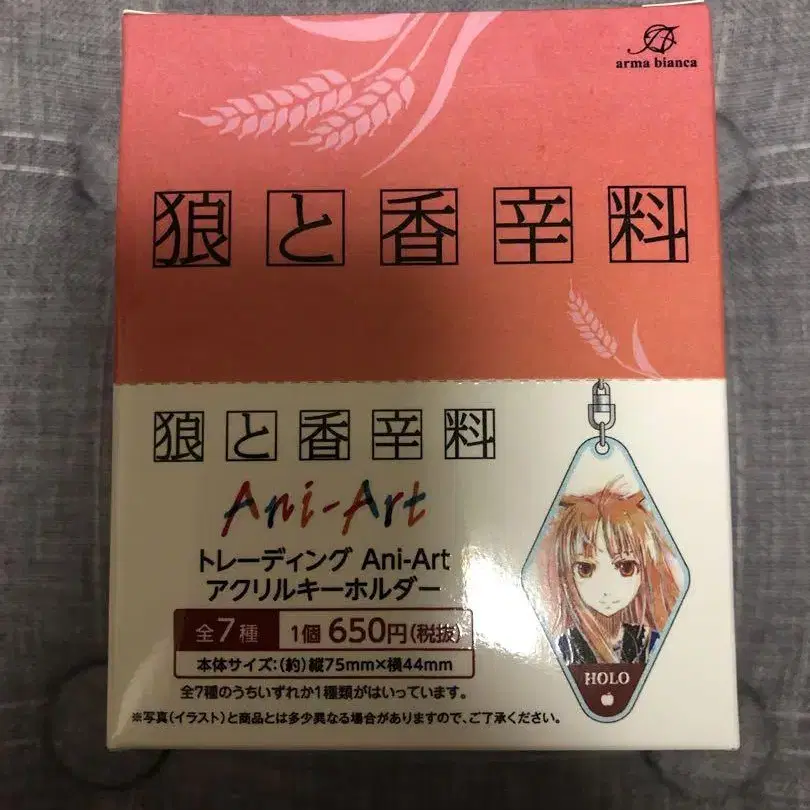 arma bianca
狼と香辛料
狼と香辛料
Ani-Art
トレーディング Ani-Art
アクリルキーホルダー
全7種 1個 650円(税抜)
本体サイズ:(約)縦75mm×横44mm
全7種のうちいずれか1種類がはいっています。
※写真(イラスト)と商品とは多少異なる場合がありますので、ご了承ください。
HOLO